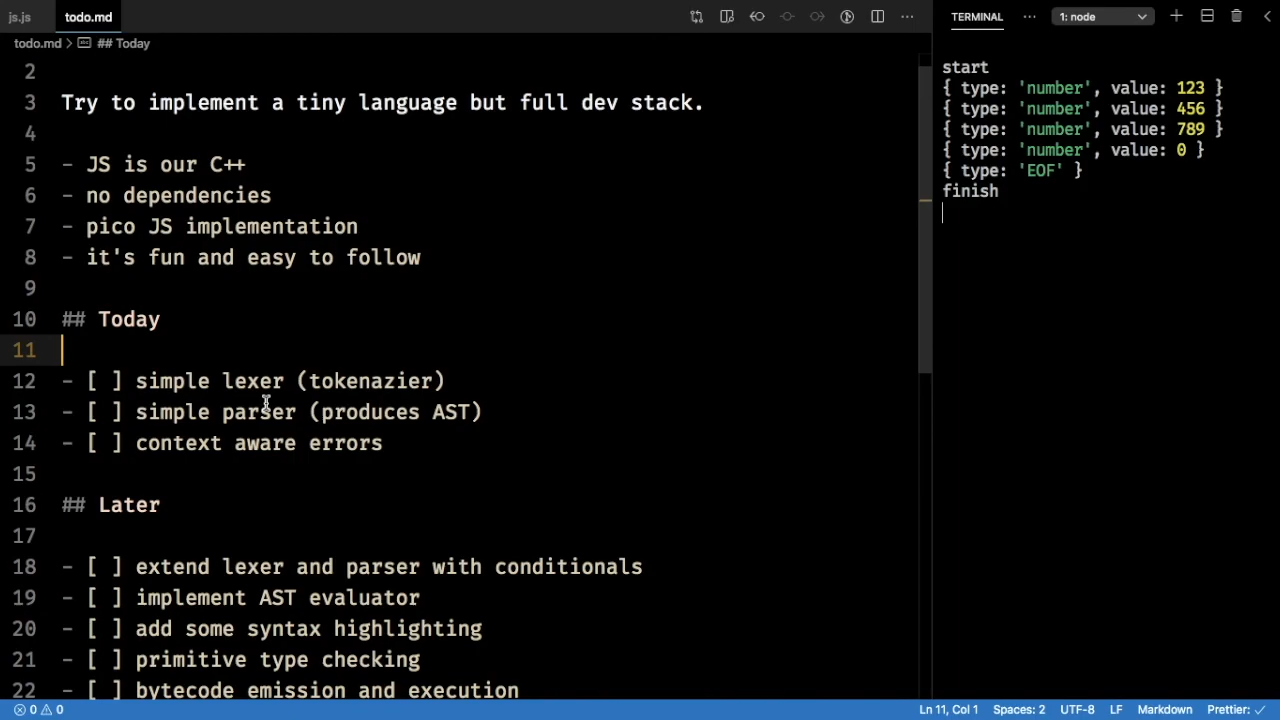 js.js
todo.md
TERMINAL
1: node
todo.md > ## Today
2
3 Try to implement a tiny language but full dev stack.
4
5 - JS is our C++
6 - no dependencies
7 - pico JS implementation
8 - it's fun and easy to follow
9
10 ## Today
11
12 - [ ] simple lexer (tokenazier)
13 - [ ] simple parser (produces AST)
14 - [ ] context aware errors
15
16 ## Later
17
18 - [ ] extend lexer and parser with conditionals
19 - [ ] implement AST evaluator
20 - [ ] add some syntax highlighting
21 - [ ] primitive type checking
22 - [ ] bytecode emission and execution
start
{ type: 'number', value: 123 }
{ type: 'number', value: 456 }
{ type: 'number', value: 789 }
{ type: 'number', value: 0 }
{ type: 'EOF' }
finish
0 0
Ln 11, Col 1
Spaces: 2
UTF-8
LF
Markdown
Prettier: ✓